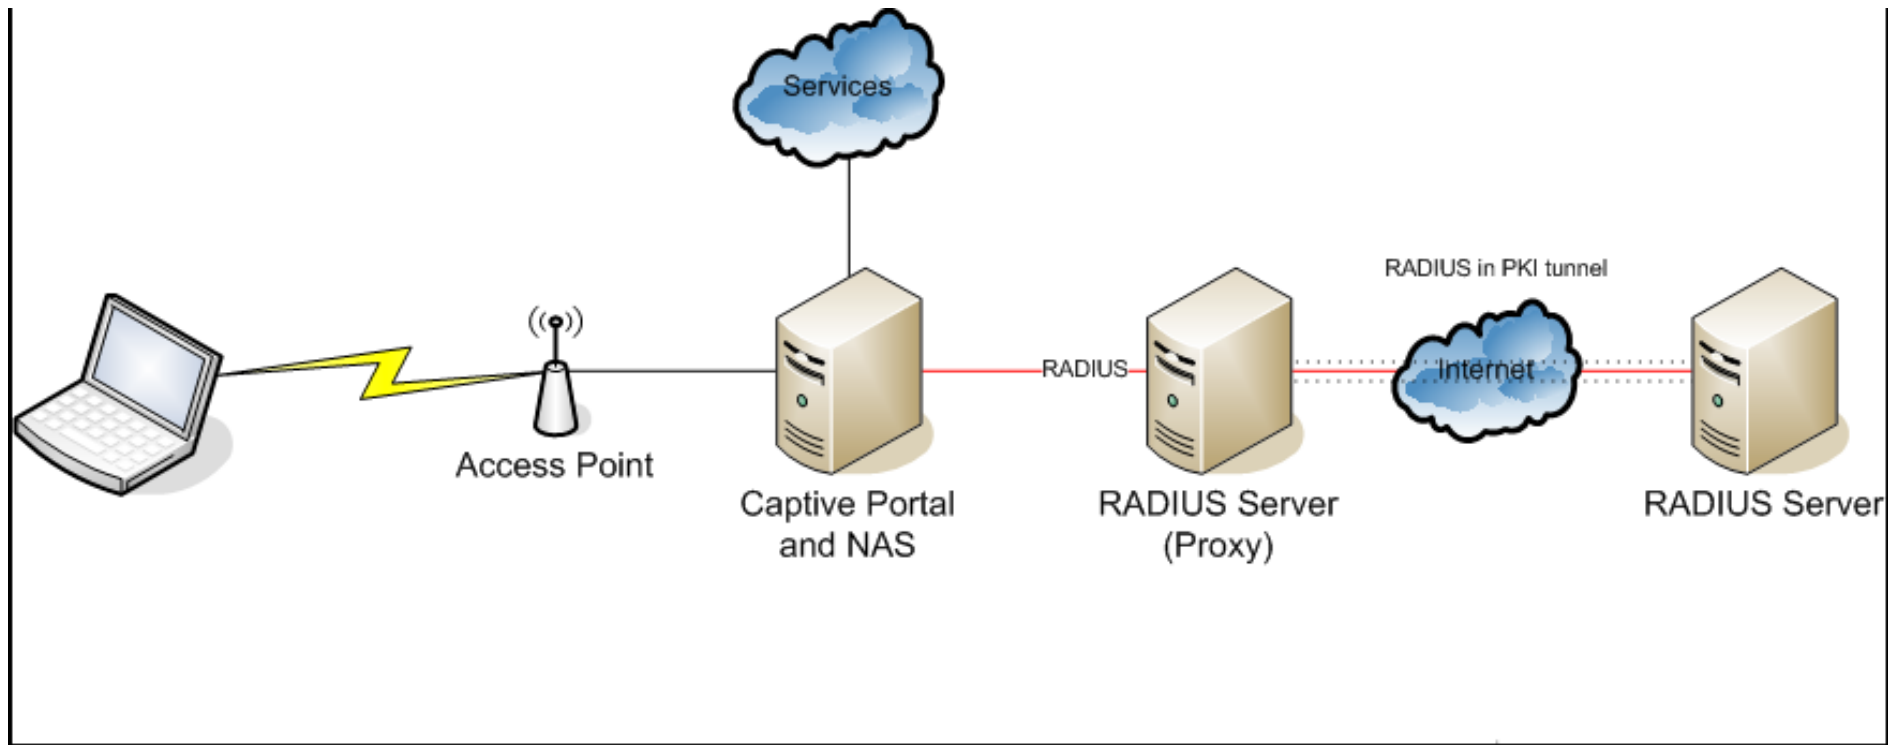 Services
RADIUS in PKI tunnel
RADIUS
Internet
Access Point
Captive Portal
and NAS
RADIUS Server
(Proxy)
RADIUS Server